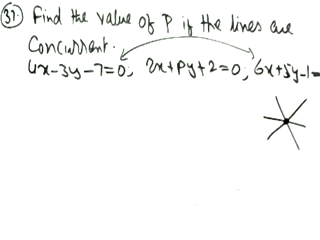 (37). Find the value of P if the lines are
Concurrent.
4x-3y-7=0; 2x+Py+2=0; 6x+5y-1=